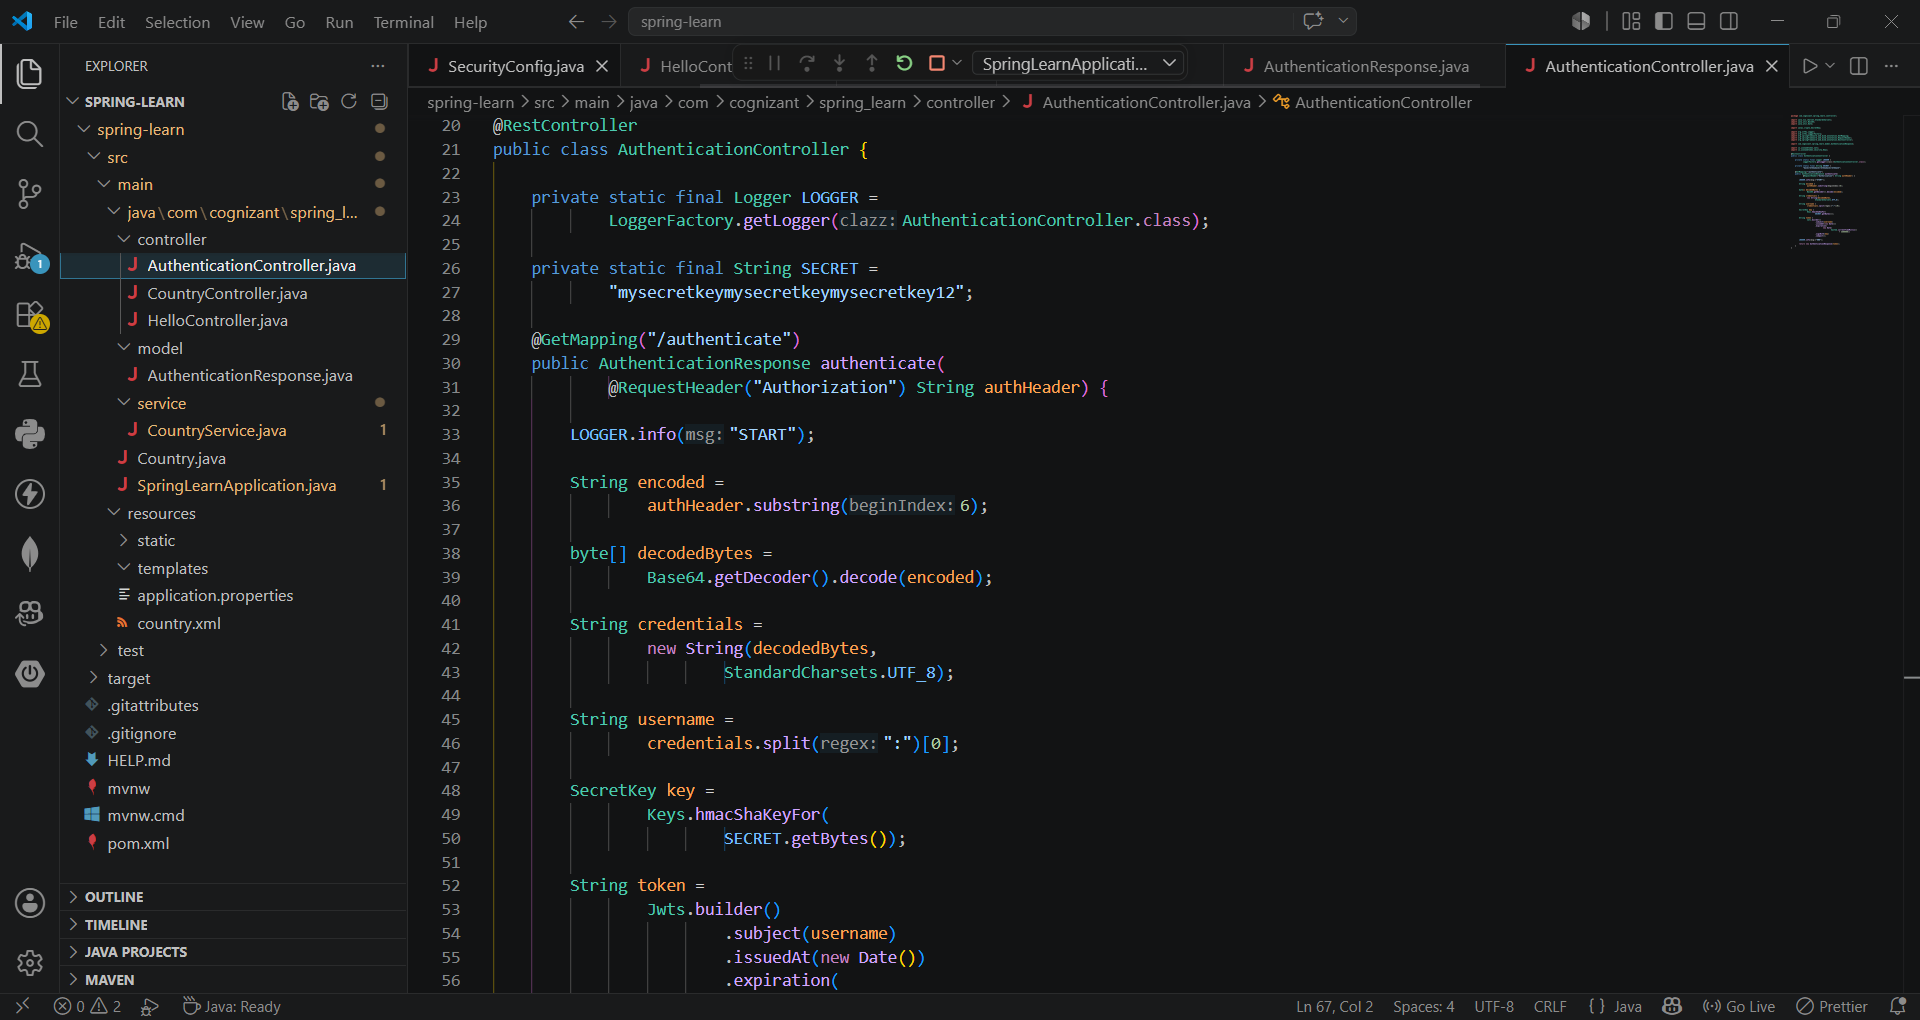 File Edit Selection View Go Run Terminal Help
spring-learn
EXPLORER
SPRING-LEARN
spring-learn
src
main
java\com\cognizant\spring_l...
controller
AuthenticationController.java
CountryController.java
HelloController.java
model
AuthenticationResponse.java
service
CountryService.java 1
Country.java
SpringLearnApplication.java 1
resources
static
templates
application.properties
country.xml
test
target
.gitattributes
.gitignore
HELP.md
mvnw
mvnw.cmd
pom.xml
OUTLINE
TIMELINE
JAVA PROJECTS
MAVEN
1
SecurityConfig.java HelloCont SpringLearnApplicati... AuthenticationResponse.java AuthenticationController.java
spring-learn > src > main > java > com > cognizant > spring_learn > controller > AuthenticationController.java > AuthenticationController
20 @RestController
21 public class AuthenticationController {
22
23 private static final Logger LOGGER =
24 LoggerFactory.getLogger(clazz: AuthenticationController.class);
25
26 private static final String SECRET =
27 "mysecretkeymysecretkeymysecretkey12";
28
29 @GetMapping("/authenticate")
30 public AuthenticationResponse authenticate(
31 @RequestHeader("Authorization") String authHeader) {
32
33 LOGGER.info(msg: "START");
34
35 String encoded =
36 authHeader.substring(beginIndex: 6);
37
38 byte[] decodedBytes =
39 Base64.getDecoder().decode(encoded);
40
41 String credentials =
42 new String(decodedBytes,
43 StandardCharsets.UTF_8);
44
45 String username =
46 credentials.split(regex: ":")[0];
47
48 SecretKey key =
49 Keys.hmacShaKeyFor(
50 SECRET.getBytes());
51
52 String token =
53 Jwts.builder()
54 .subject(username)
55 .issuedAt(new Date())
56 .expiration(
0 2 Java: Ready Ln 67, Col 2 Spaces: 4 UTF-8 CRLF { } Java Go Live Prettier